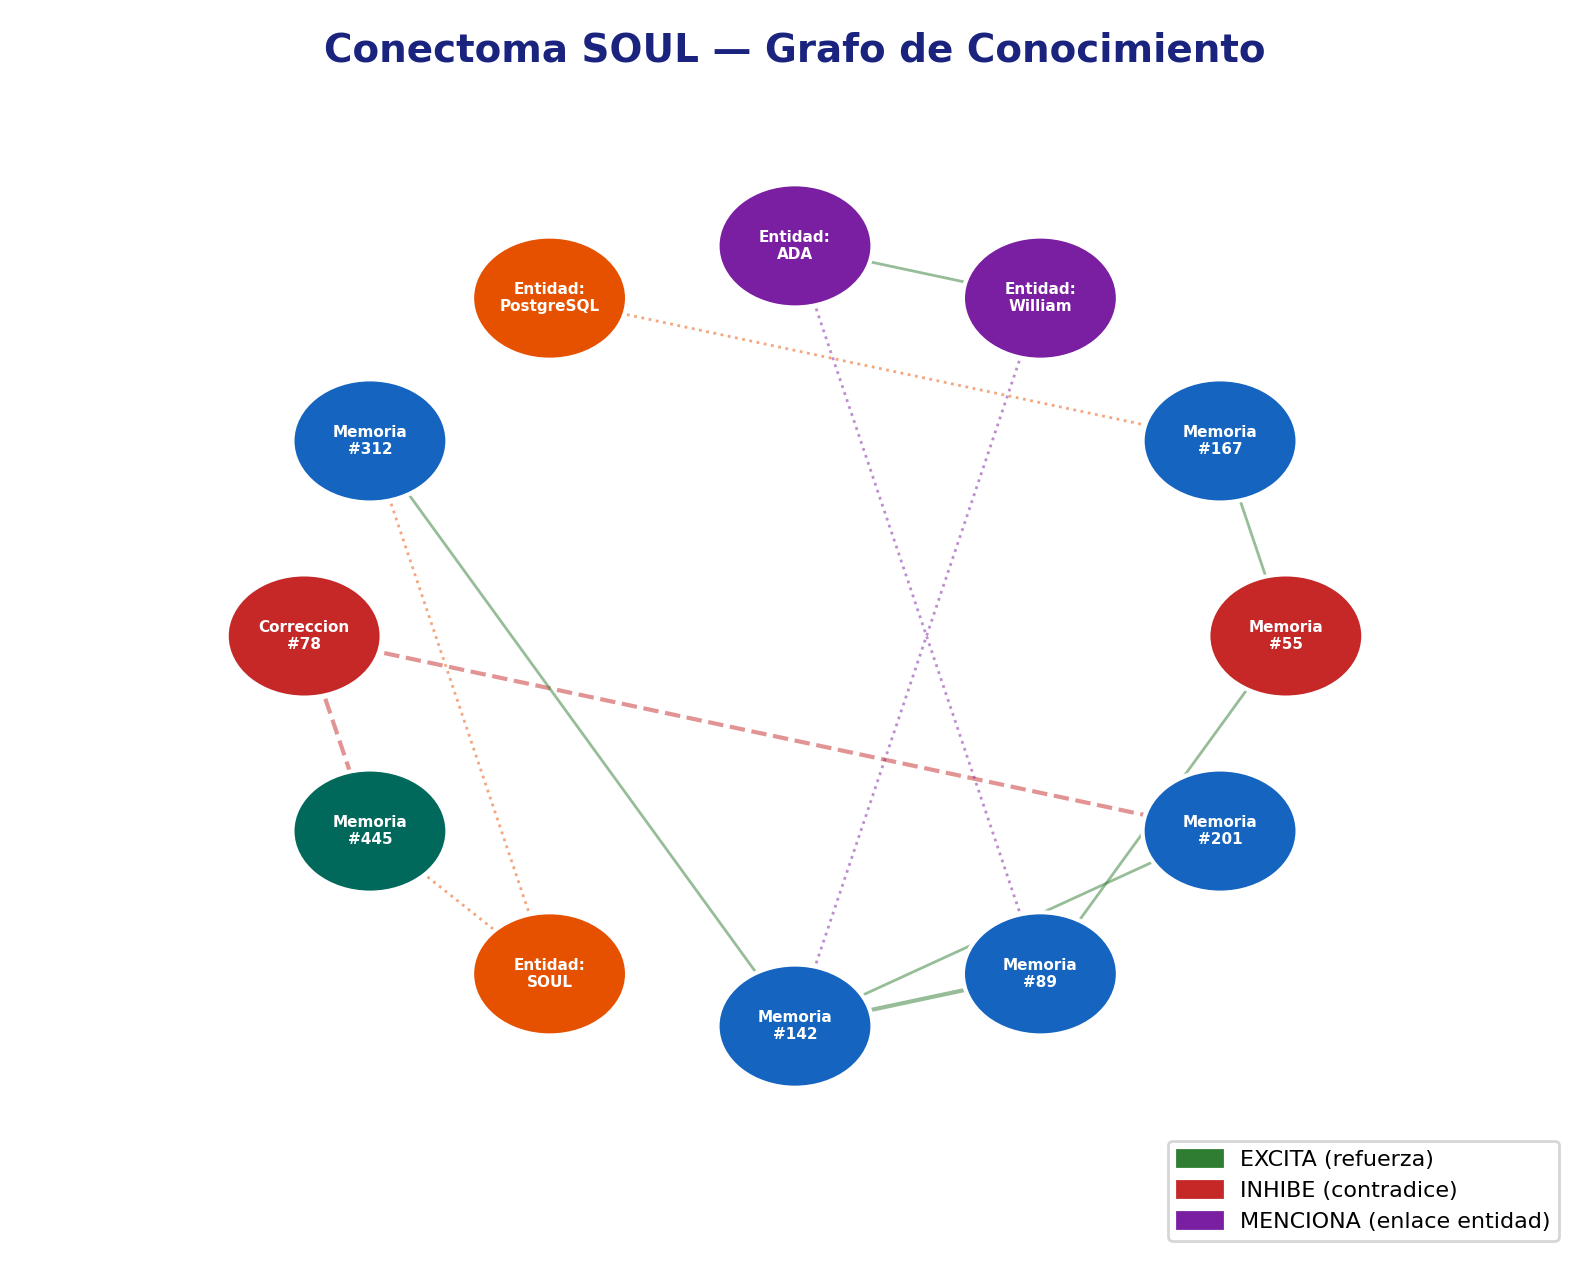 Conectoma SOUL — Grafo de Conocimiento
Entidad:
ADA
Entidad:
PostgreSQL
Entidad:
William
Memoria
#312
Memoria
#167
Correccion
#78
Memoria
#55
Memoria
#445
Memoria
#201
Entidad:
SOUL
Memoria
#89
Memoria
#142
EXCITA (refuerza)
INHIBE (contradice)
MENCIONA (enlace entidad)